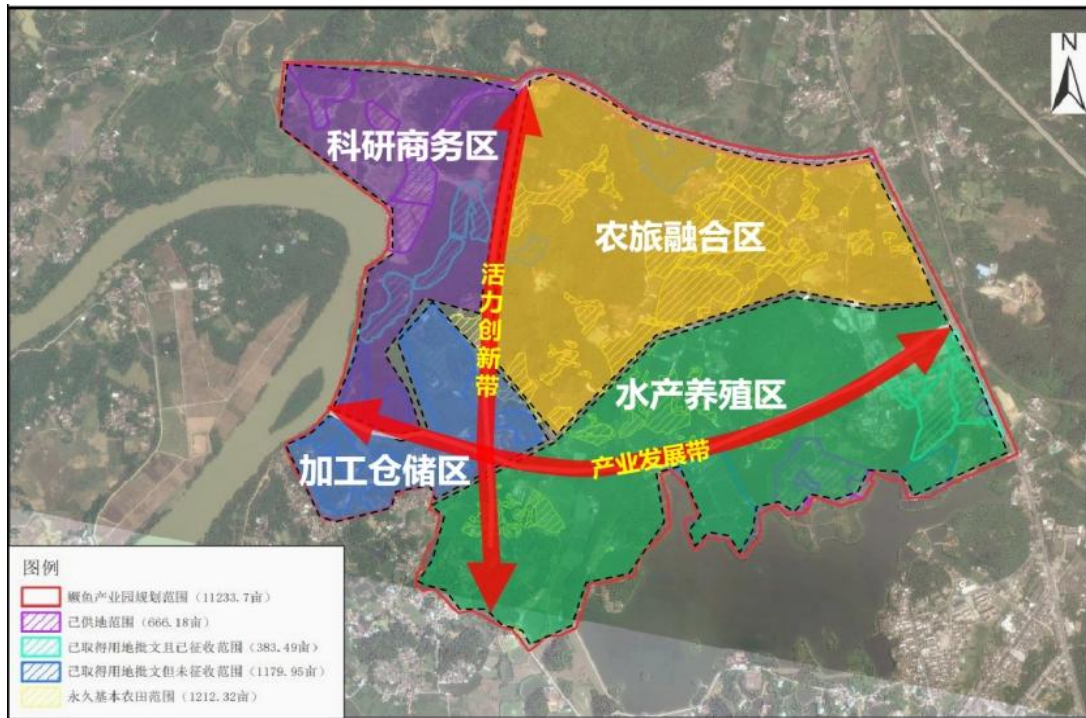 N
科研商务区
农旅融合区
活力创新带
水产养殖区
产业发展带
加工仓储区
图例
鳜鱼产业园规划范围（11233.7亩）
已供地范围（666.18亩）
已取得用地批文且已征收范围（383.49亩）
已取得用地批文但未征收范围（1179.95亩）
永久基本农田范围（1212.32亩）